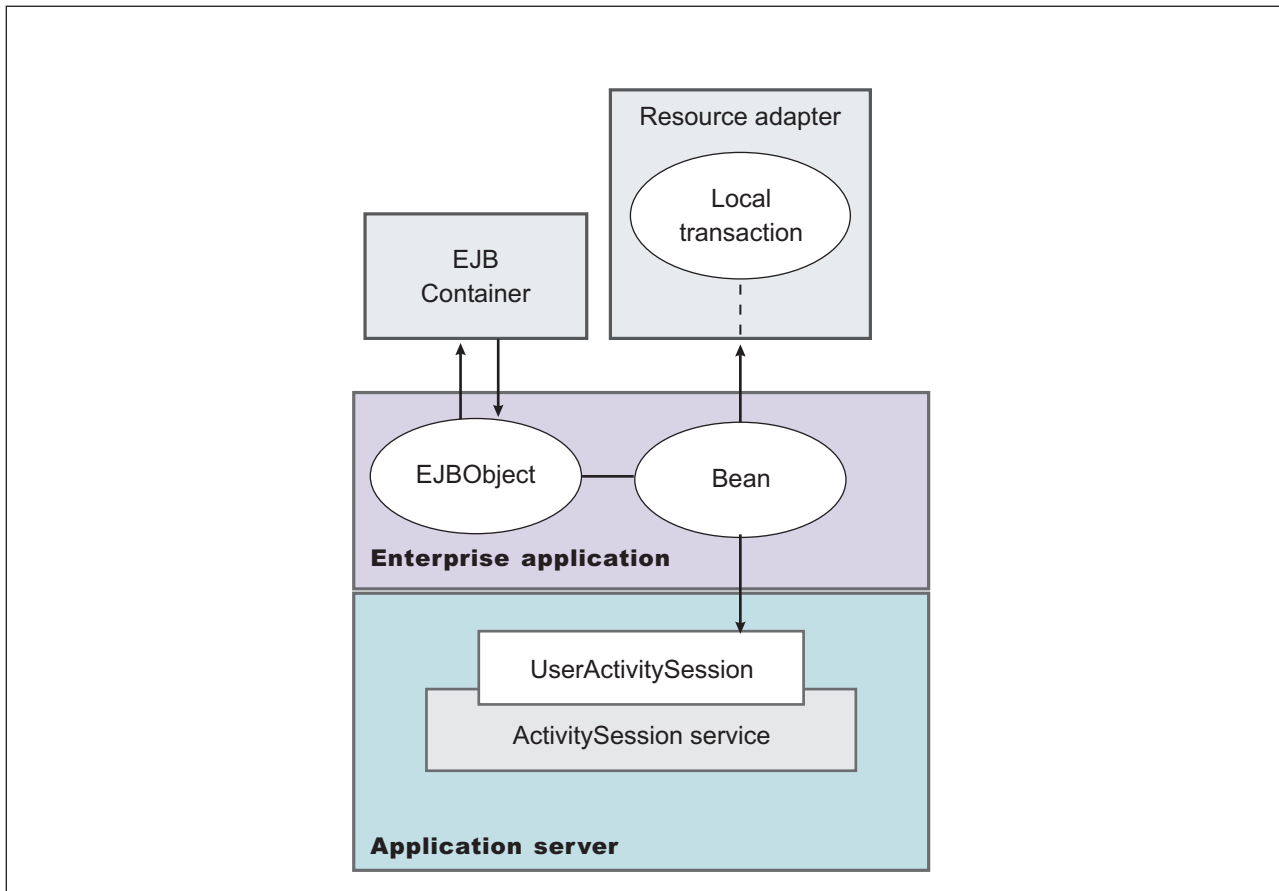 Resource adapter
Local
transaction
EJB
Container
EJBObject
Bean
Enterprise application
UserActivitySession
ActivitySession service
Application server